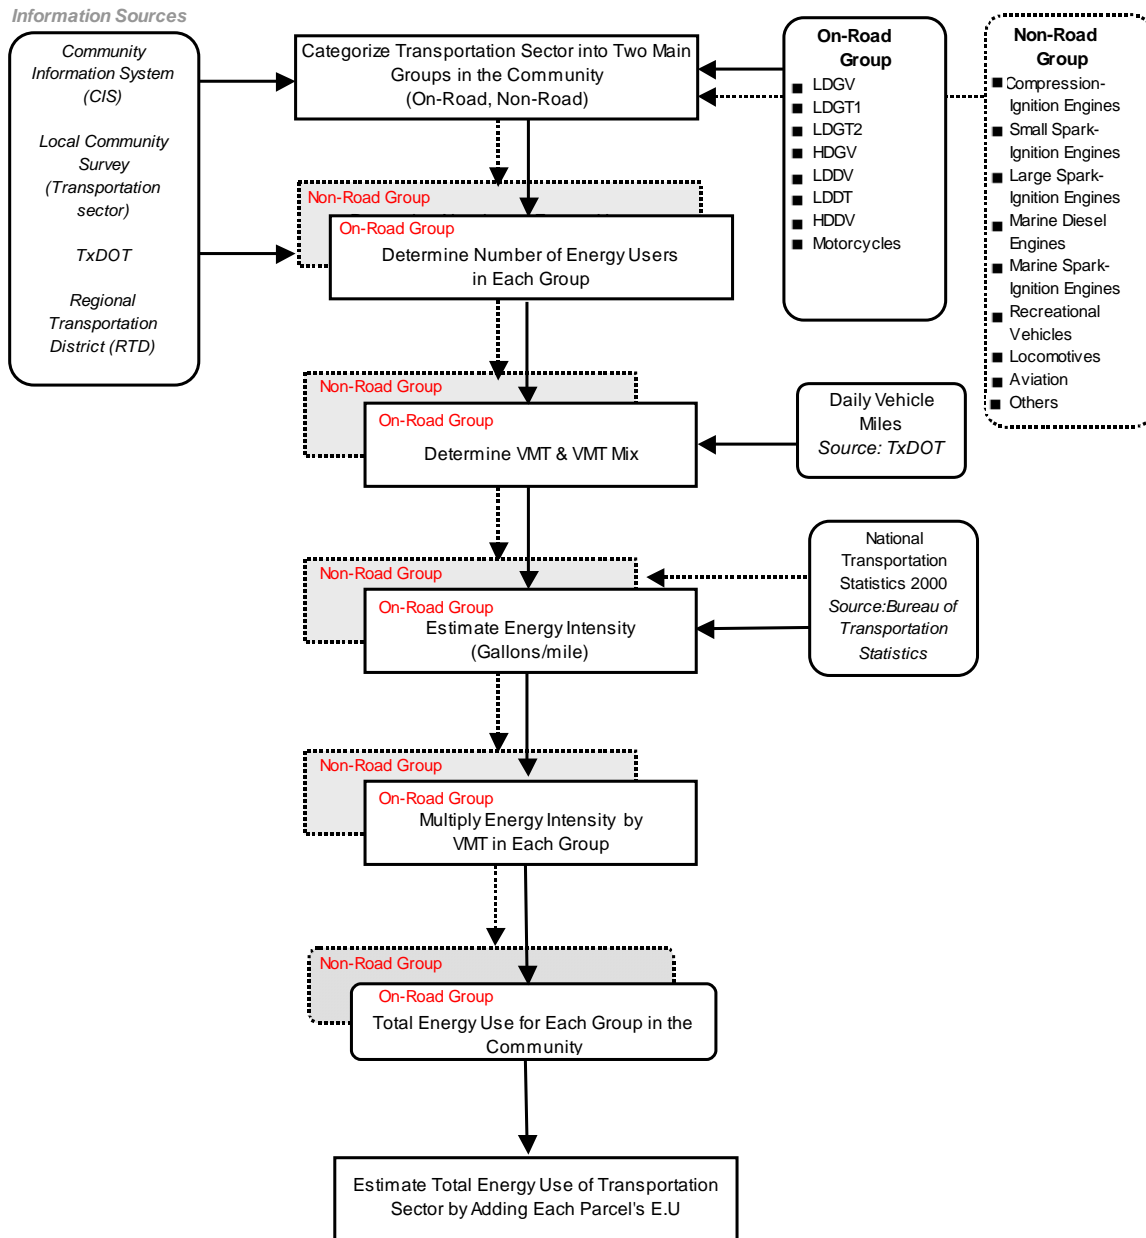 Information Sources
Community
Information System
(CIS)
Local Community
Survey
(Transportation
sector)
TxDOT
Regional
Transportation
District (RTD)
Categorize Transportation Sector into Two Main
Groups in the Community
(On-Road, Non-Road)
On-Road
Group
LDGV
LDGT1
LDGT2
HDGV
LDDV
LDDT
HDDV
Motorcycles
Non-Road
Group
Compression-
Ignition Engines
Small Spark-
Ignition Engines
Large Spark-
Ignition Engines
Marine Diesel
Engines
Marine Spark-
Ignition Engines
Recreational
Vehicles
Locomotives
Aviation
Others
Non-Road Group
On-Road Group
Determine Number of Energy Users
in Each Group
Non-Road Group
On-Road Group
Determine VMT & VMT Mix
Daily Vehicle
Miles
Source: TxDOT
Non-Road Group
On-Road Group
Estimate Energy Intensity
(Gallons/mile)
National
Transportation
Statistics 2000
Source:Bureau of
Transportation
Statistics
Non-Road Group
On-Road Group
Multiply Energy Intensity by
VMT in Each Group
Non-Road Group
On-Road Group
Total Energy Use for Each Group in the
Community
Estimate Total Energy Use of Transportation
Sector by Adding Each Parcel's E.U